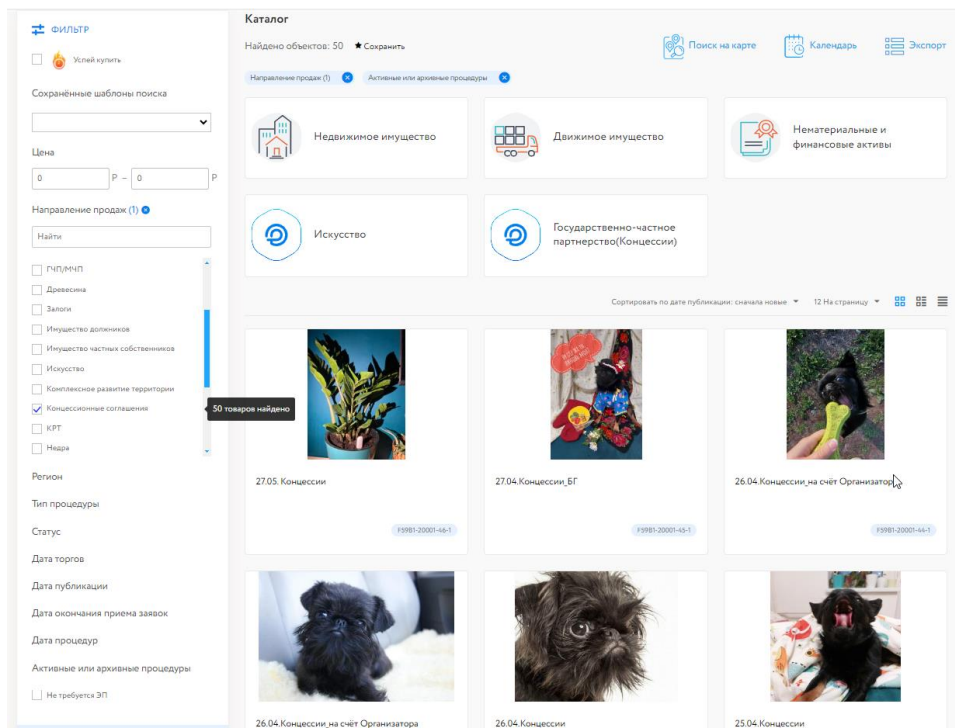 ФИЛЬТР
Успей купить
Сохранённые шаблоны поиска
Цена
0 Р – 0 Р
Направление продаж (1)
Найти
ГЧП/МЧП
Древесина
Залоги
Имущество должников
Имущество частных собственников
Искусство
Комплексное развитие территории
Концессионные соглашения
50 товаров найдено
КРТ
Недра
Регион
Тип процедуры
Статус
Дата торгов
Дата публикации
Дата окончания приема заявок
Дата процедур
Активные или архивные процедуры
Не требуется ЭП
Каталог
Найдено объектов: 50 ★ Сохранить
Поиск на карте
Календарь
Экспорт
Направление продаж (1)
Активные или архивные процедуры
Недвижимое имущество
Движимое имущество
Нематериальные и
финансовые активы
Искусство
Государственно-частное
партнерство(Концессии)
Сортировать по дате публикации: сначала новые
12 На страницу
27.05. Концессии
F5981-20001-46-1
27.04.Концессии_БГ
F5981-20001-45-1
26.04.Концессии_на счёт Организатор
F5981-20001-44-1
26.04.Концессии_на счёт Организатора
26.04.Концессии
25.04.Концессии